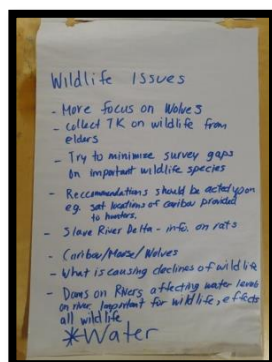 Wildlife Issues
- More focus on Wolves
- collect TK on wildlife from
elders
- Try to minimize survey gaps
on important wildlife species
- Reccommendations should be acted upon
eg. sat locations of caribou provided
to hunters.
- Slave River Delta - info. on rats
- Caribou/Moose/Wolves
- What is causing declines of wildlife
- Dams on Rivers affecting water levels
on river important for wildlife, effects
all wildlife
*Water